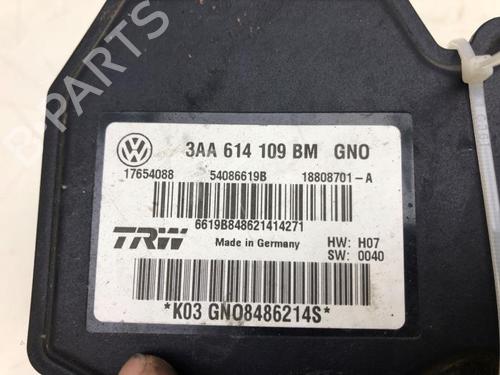 B-PARTS
3AA 614 109 BM GNO
17654088 54086619B 18808701-A
6619B848621414271
TRW
Made in Germany
HW: H07
SW: 0040
*K03 GNO8486214S*